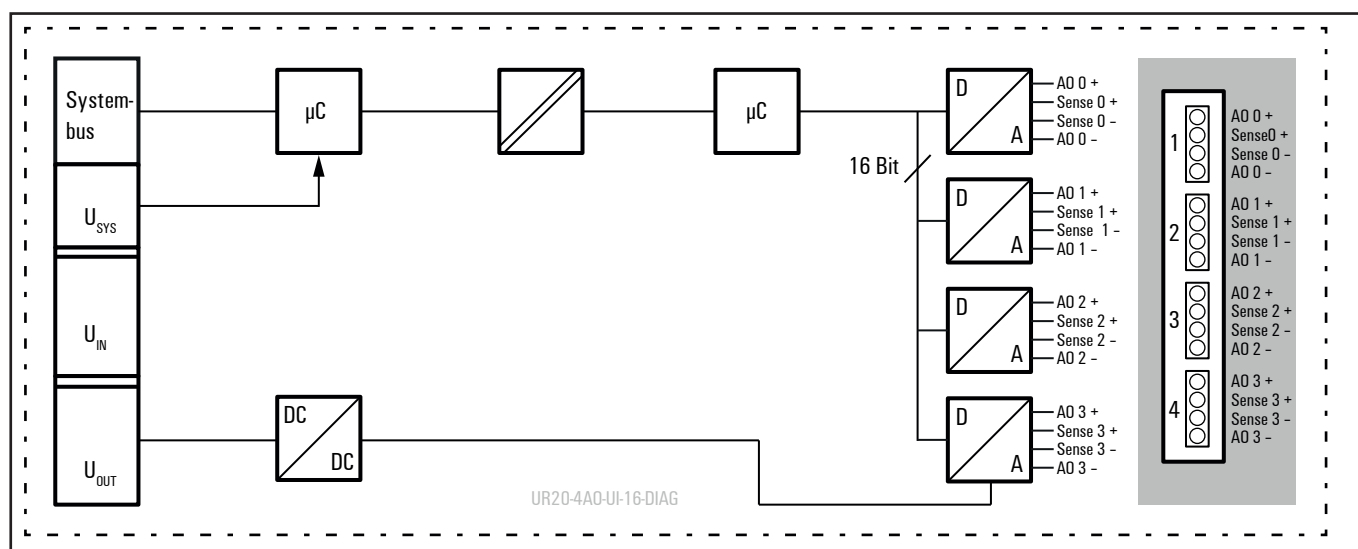 System-
bus
U SYS
U IN
U OUT
µC
µC
DC
DC
16 Bit
D
A
AO 0 +
Sense 0 +
Sense 0 –
AO 0 –
D
A
AO 1 +
Sense 1 +
Sense 1 –
AO 1 –
D
A
AO 2 +
Sense 2 +
Sense 2 –
AO 2 –
D
A
AO 3 +
Sense 3 +
Sense 3 –
AO 3 –
1
AO 0 +
Sense0 +
Sense 0 –
AO 0 –
2
AO 1 +
Sense 1 +
Sense 1 –
AO 1 –
3
AO 2 +
Sense 2 +
Sense 2 –
AO 2 –
4
AO 3 +
Sense 3 +
Sense 3 –
AO 3 –
UR20-4AO-UI-16-DIAG